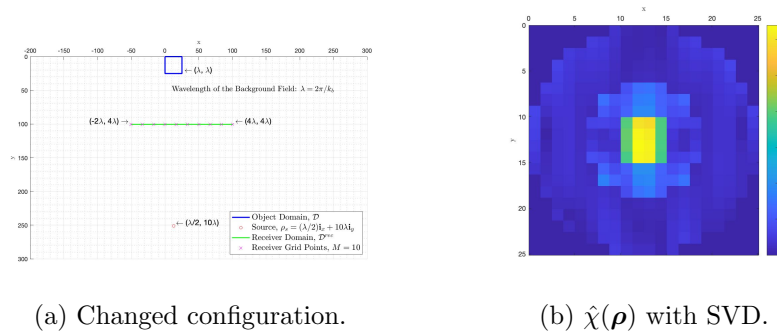 x
-200 -150 -100 -50 0 50 100 150 200 250 300
0
50
100
150
200
250
300
y
(λ, λ)
Wavelength of the Background Field: λ = 2π/k_b
(-2λ, 4λ)
(4λ, 4λ)
(λ/2, 10λ)
Object Domain, 𝒟
Source, ρ_s = (λ/2)i_x + 10λi_y
Receiver Domain, 𝒟^rec
Receiver Grid Points, M = 10
x
0 5 10 15 20 25
0
5
10
15
20
25
y
(a) Changed configuration.
(b) χ̂(ρ) with SVD.